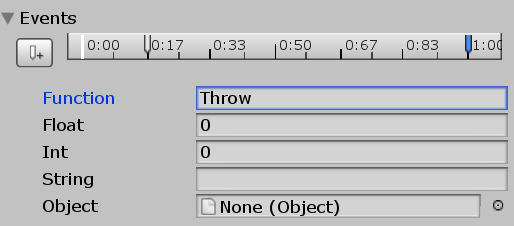 Events
0:00 0:17 0:33 0:50 0:67 0:83 1:00
Function Throw
Float 0
Int 0
String
Object None (Object)